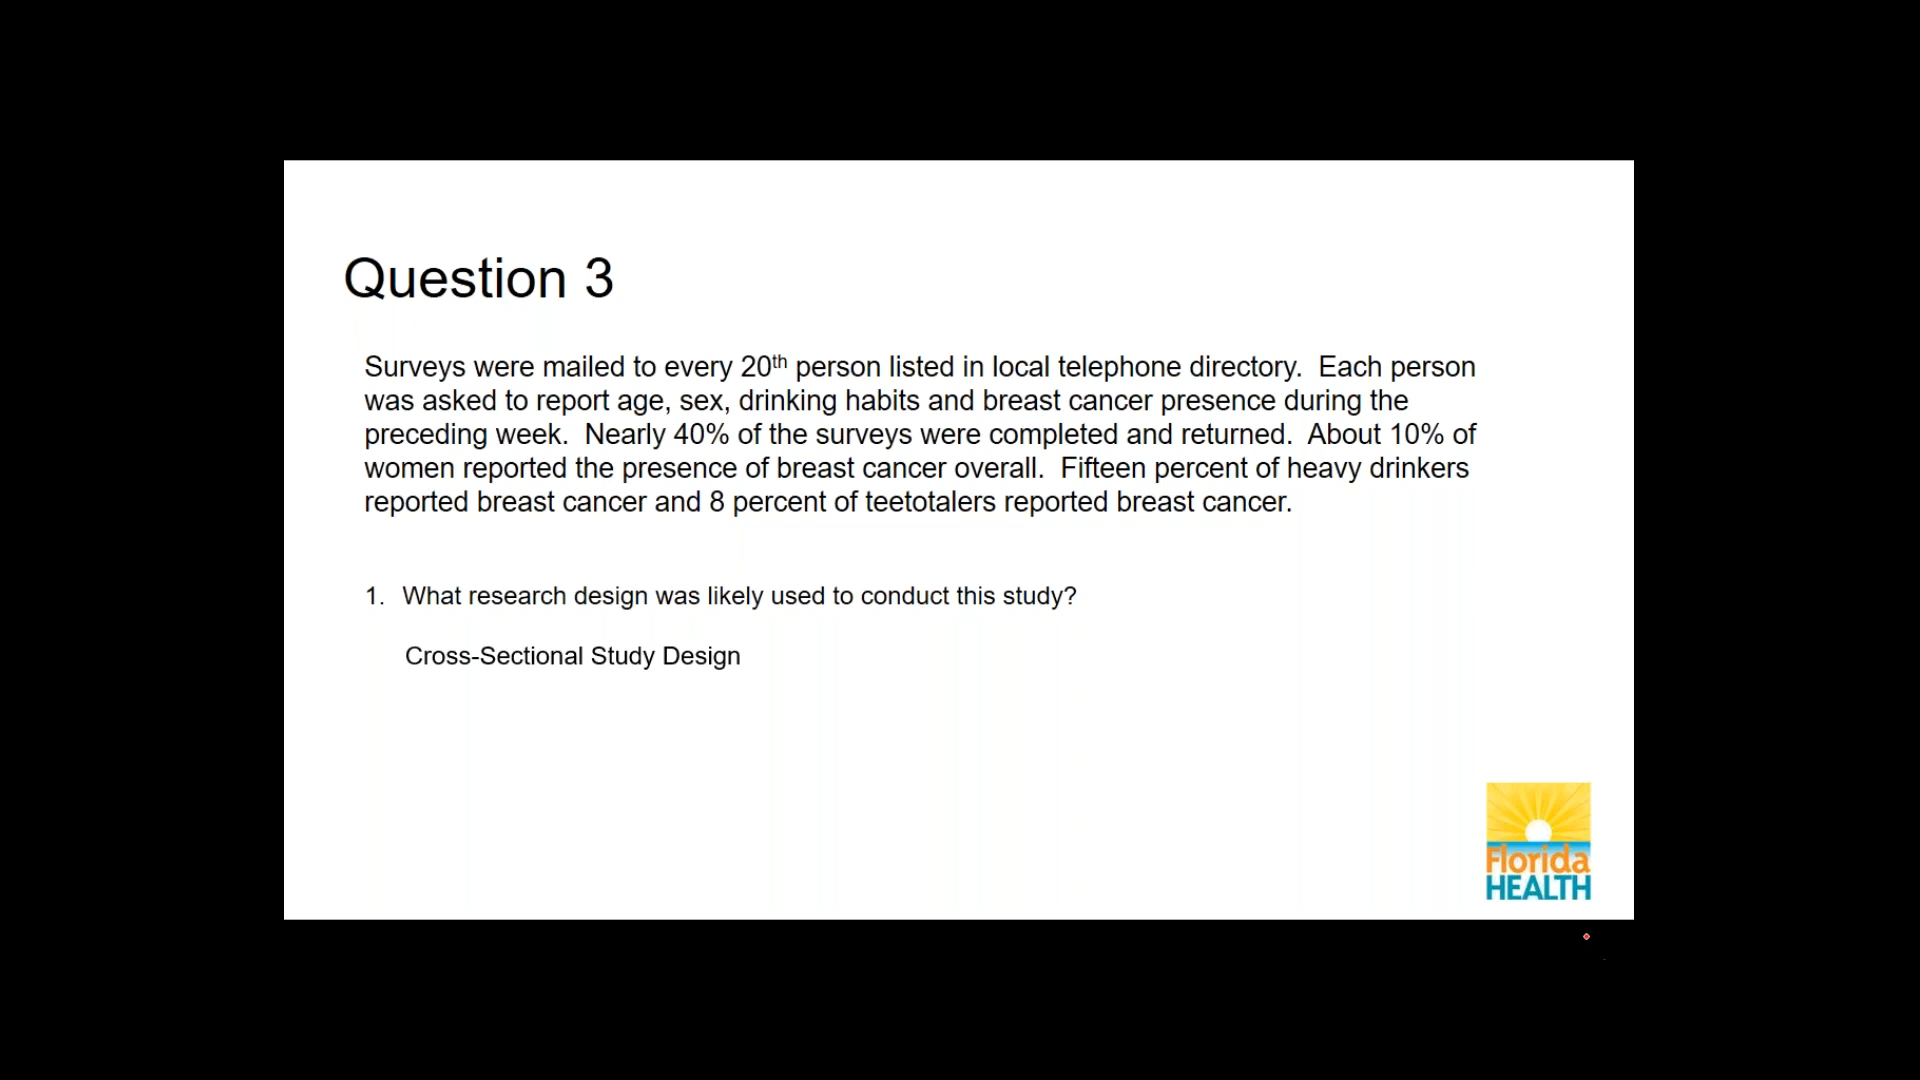 Question 3
Surveys were mailed to every 20th person listed in local telephone directory.  Each person
was asked to report age, sex, drinking habits and breast cancer presence during the
preceding week.  Nearly 40% of the surveys were completed and returned.  About 10% of
women reported the presence of breast cancer overall.  Fifteen percent of heavy drinkers
reported breast cancer and 8 percent of teetotalers reported breast cancer.
1. What research design was likely used to conduct this study?
Cross-Sectional Study Design
Florida
HEALTH